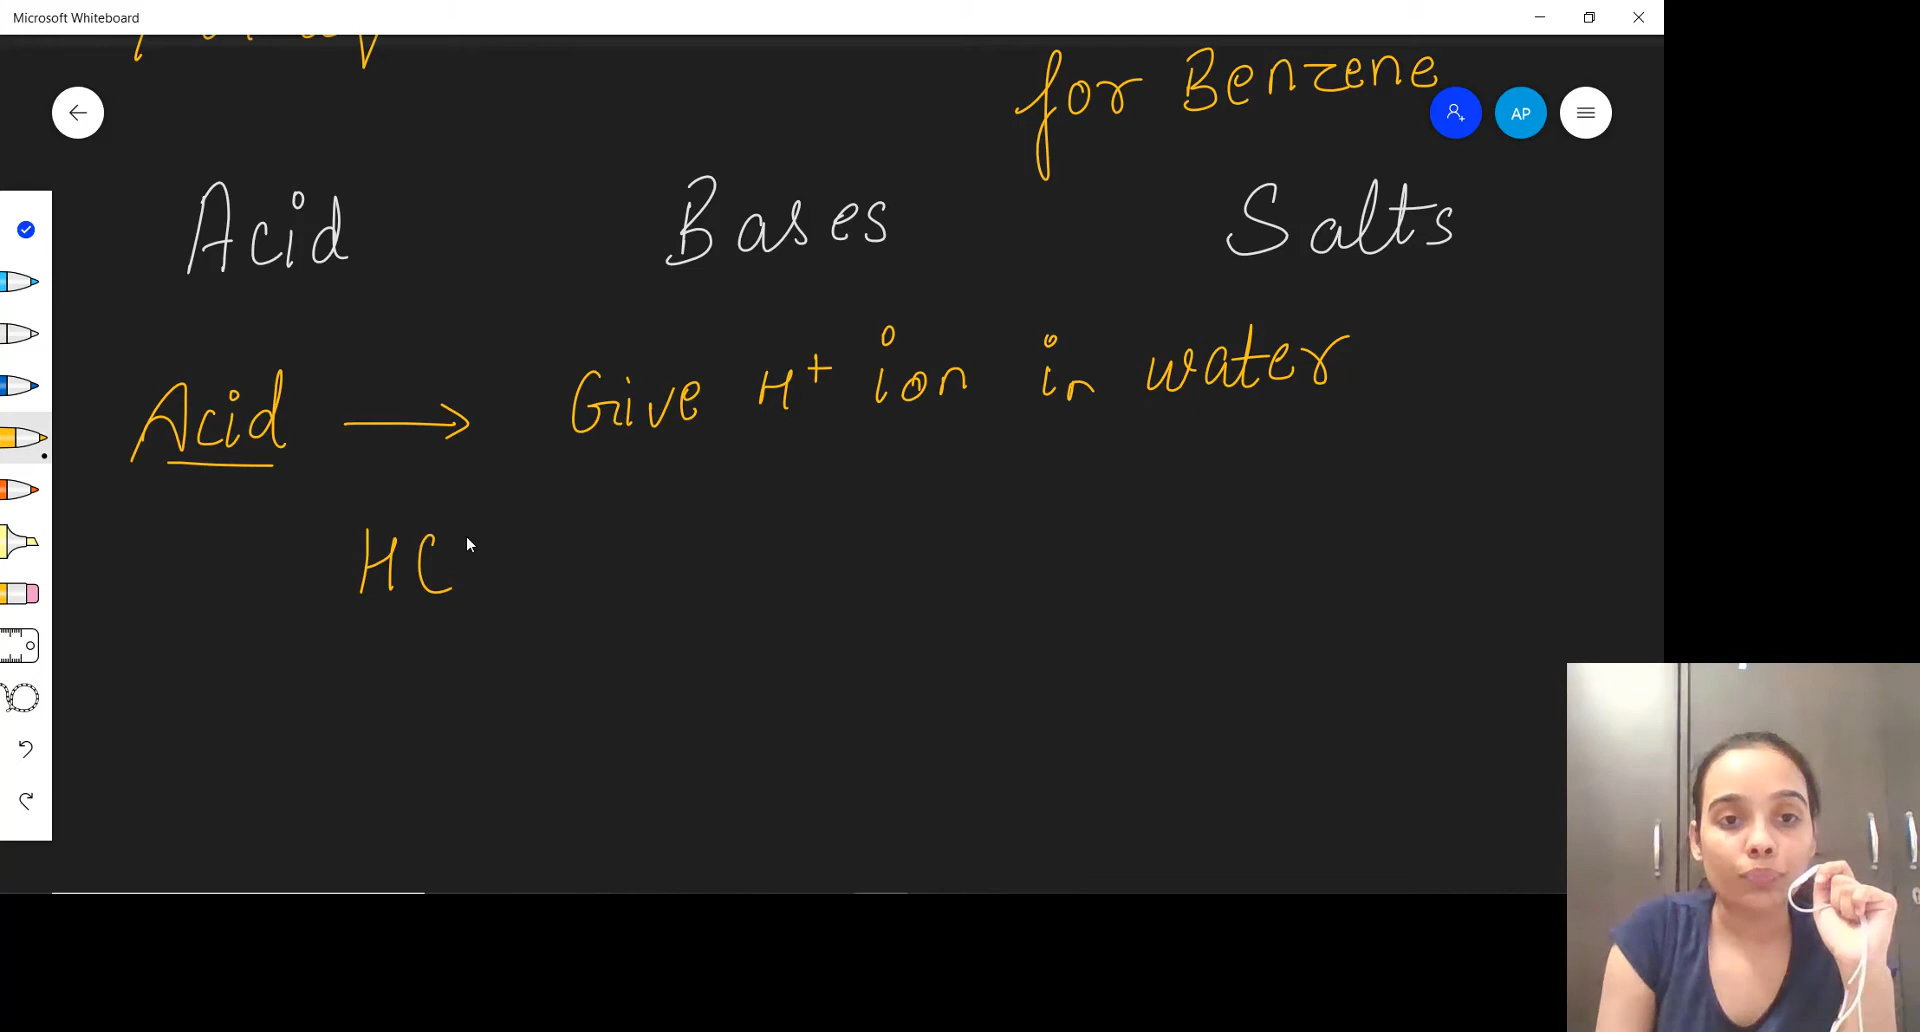 Microsoft Whiteboard
for Benzene
AP
Acid Bases Salts
Acid → Give H+ ion in water
HC